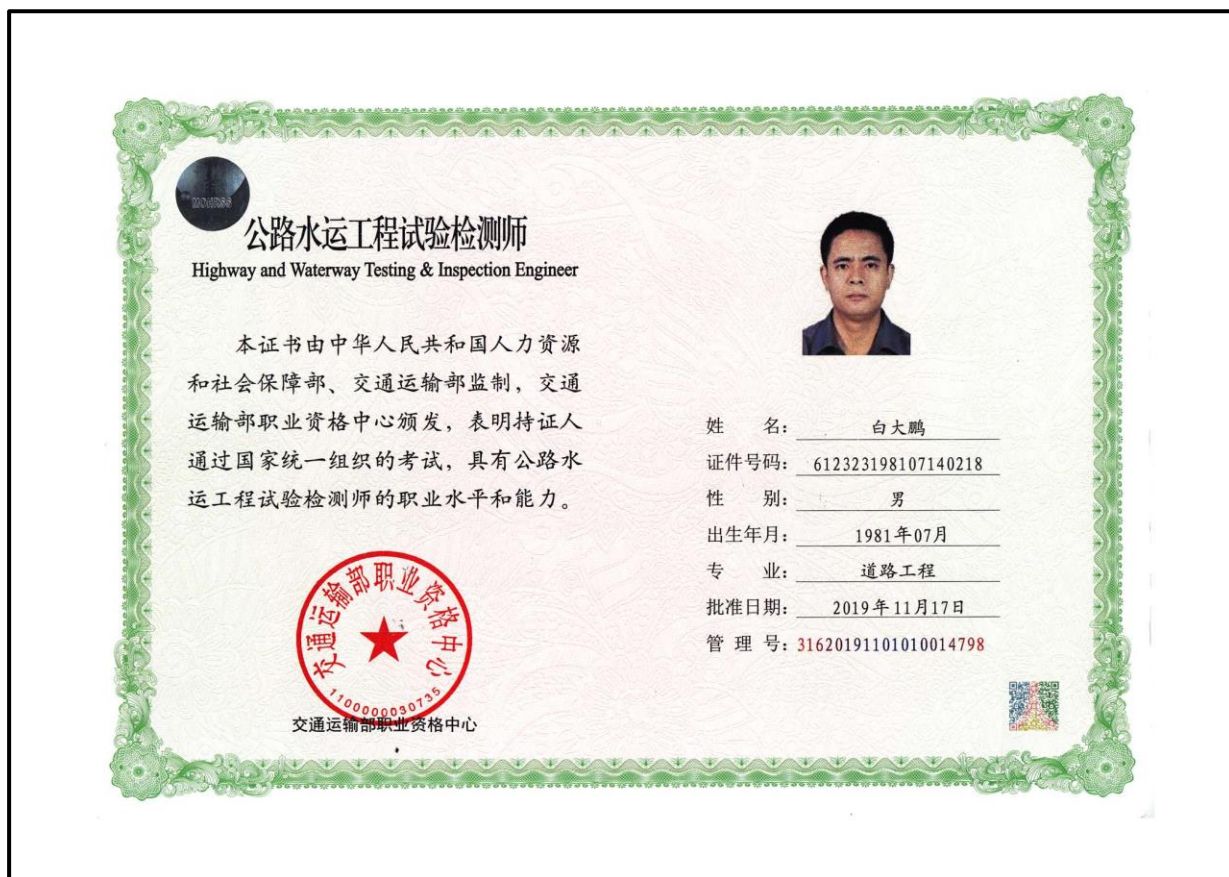 MOHRSS
公路水运工程试验检测师
Highway and Waterway Testing & Inspection Engineer
本证书由中华人民共和国人力资源
和社会保障部、交通运输部监制，交通
运输部职业资格中心颁发，表明持证人
通过国家统一组织的考试，具有公路水
运工程试验检测师的职业水平和能力。
交通运输部职业资格中心
1100000030735
交通运输部职业资格中心
姓 名： 白大鹏
证件号码： 612323198107140218
性 别： 男
出生年月： 1981年07月
专 业： 道路工程
批准日期： 2019年11月17日
管 理 号： 31620191101010014798